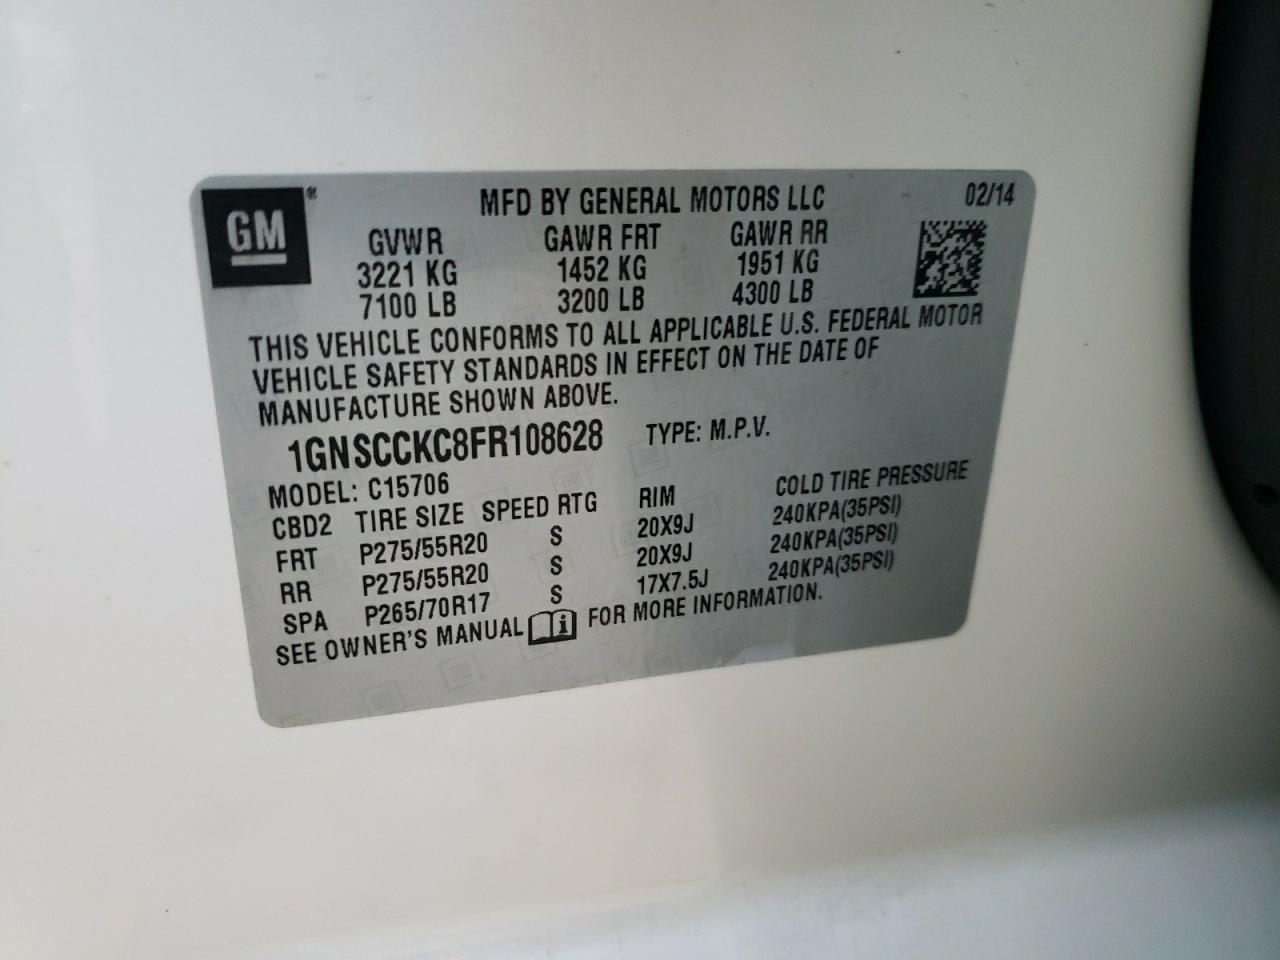 GM® MFD BY GENERAL MOTORS LLC 02/14
GVWR GAWR FRT GAWR RR
3221 KG 1452 KG 1951 KG
7100 LB 3200 LB 4300 LB
THIS VEHICLE CONFORMS TO ALL APPLICABLE U.S. FEDERAL MOTOR
VEHICLE SAFETY STANDARDS IN EFFECT ON THE DATE OF
MANUFACTURE SHOWN ABOVE.
1GNSCCKC8FR108628 TYPE: M.P.V.
MODEL: C15706
CBD2 TIRE SIZE SPEED RTG RIM COLD TIRE PRESSURE
FRT P275/55R20 S 20X9J 240KPA(35PSI)
RR P275/55R20 S 20X9J 240KPA(35PSI)
SPA P265/70R17 S 17X7.5J 240KPA(35PSI)
SEE OWNER'S MANUAL i FOR MORE INFORMATION.